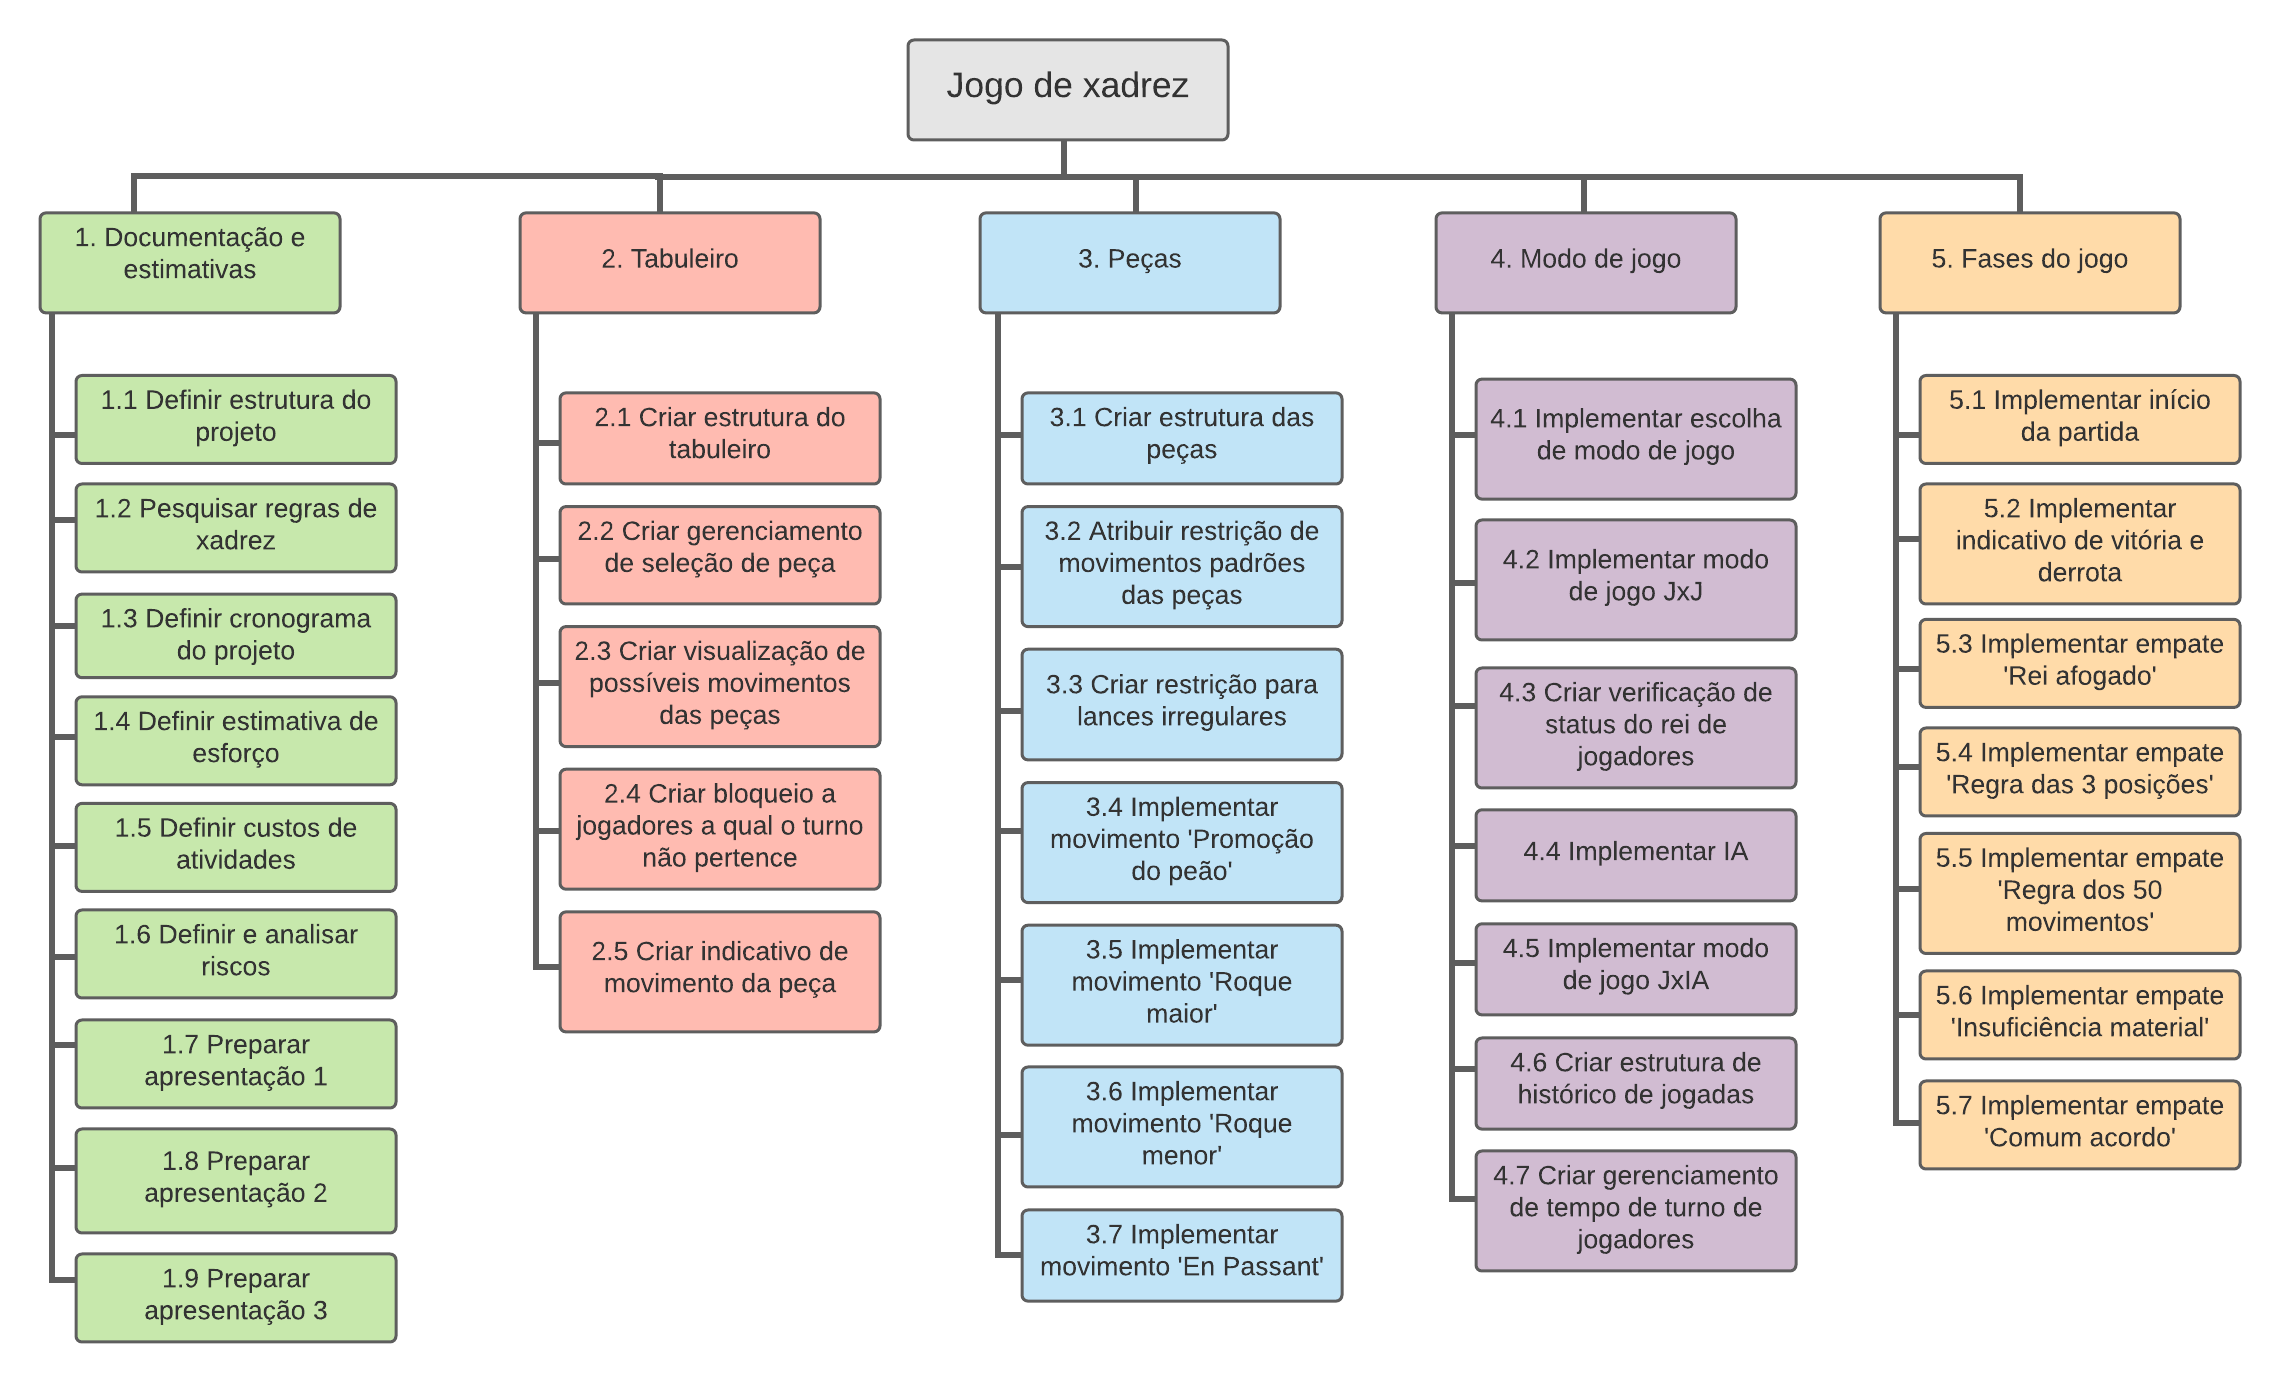 Jogo de xadrez
1. Documentação e
estimativas
1.1 Definir estrutura do
projeto
1.2 Pesquisar regras de
xadrez
1.3 Definir cronograma
do projeto
1.4 Definir estimativa de
esforço
1.5 Definir custos de
atividades
1.6 Definir e analisar
riscos
1.7 Preparar
apresentação 1
1.8 Preparar
apresentação 2
1.9 Preparar
apresentação 3
2. Tabuleiro
2.1 Criar estrutura do
tabuleiro
2.2 Criar gerenciamento
de seleção de peça
2.3 Criar visualização de
possíveis movimentos
das peças
2.4 Criar bloqueio a
jogadores a qual o turno
não pertence
2.5 Criar indicativo de
movimento da peça
3. Peças
3.1 Criar estrutura das
peças
3.2 Atribuir restrição de
movimentos padrões
das peças
3.3 Criar restrição para
lances irregulares
3.4 Implementar
movimento 'Promoção
do peão'
3.5 Implementar
movimento 'Roque
maior'
3.6 Implementar
movimento 'Roque
menor'
3.7 Implementar
movimento 'En Passant'
4. Modo de jogo
4.1 Implementar escolha
de modo de jogo
4.2 Implementar modo
de jogo JxJ
4.3 Criar verificação de
status do rei de
jogadores
4.4 Implementar IA
4.5 Implementar modo
de jogo JxIA
4.6 Criar estrutura de
histórico de jogadas
4.7 Criar gerenciamento
de tempo de turno de
jogadores
5. Fases do jogo
5.1 Implementar início
da partida
5.2 Implementar
indicativo de vitória e
derrota
5.3 Implementar empate
'Rei afogado'
5.4 Implementar empate
'Regra das 3 posições'
5.5 Implementar empate
'Regra dos 50
movimentos'
5.6 Implementar empate
'Insuficiência material'
5.7 Implementar empate
'Comum acordo'